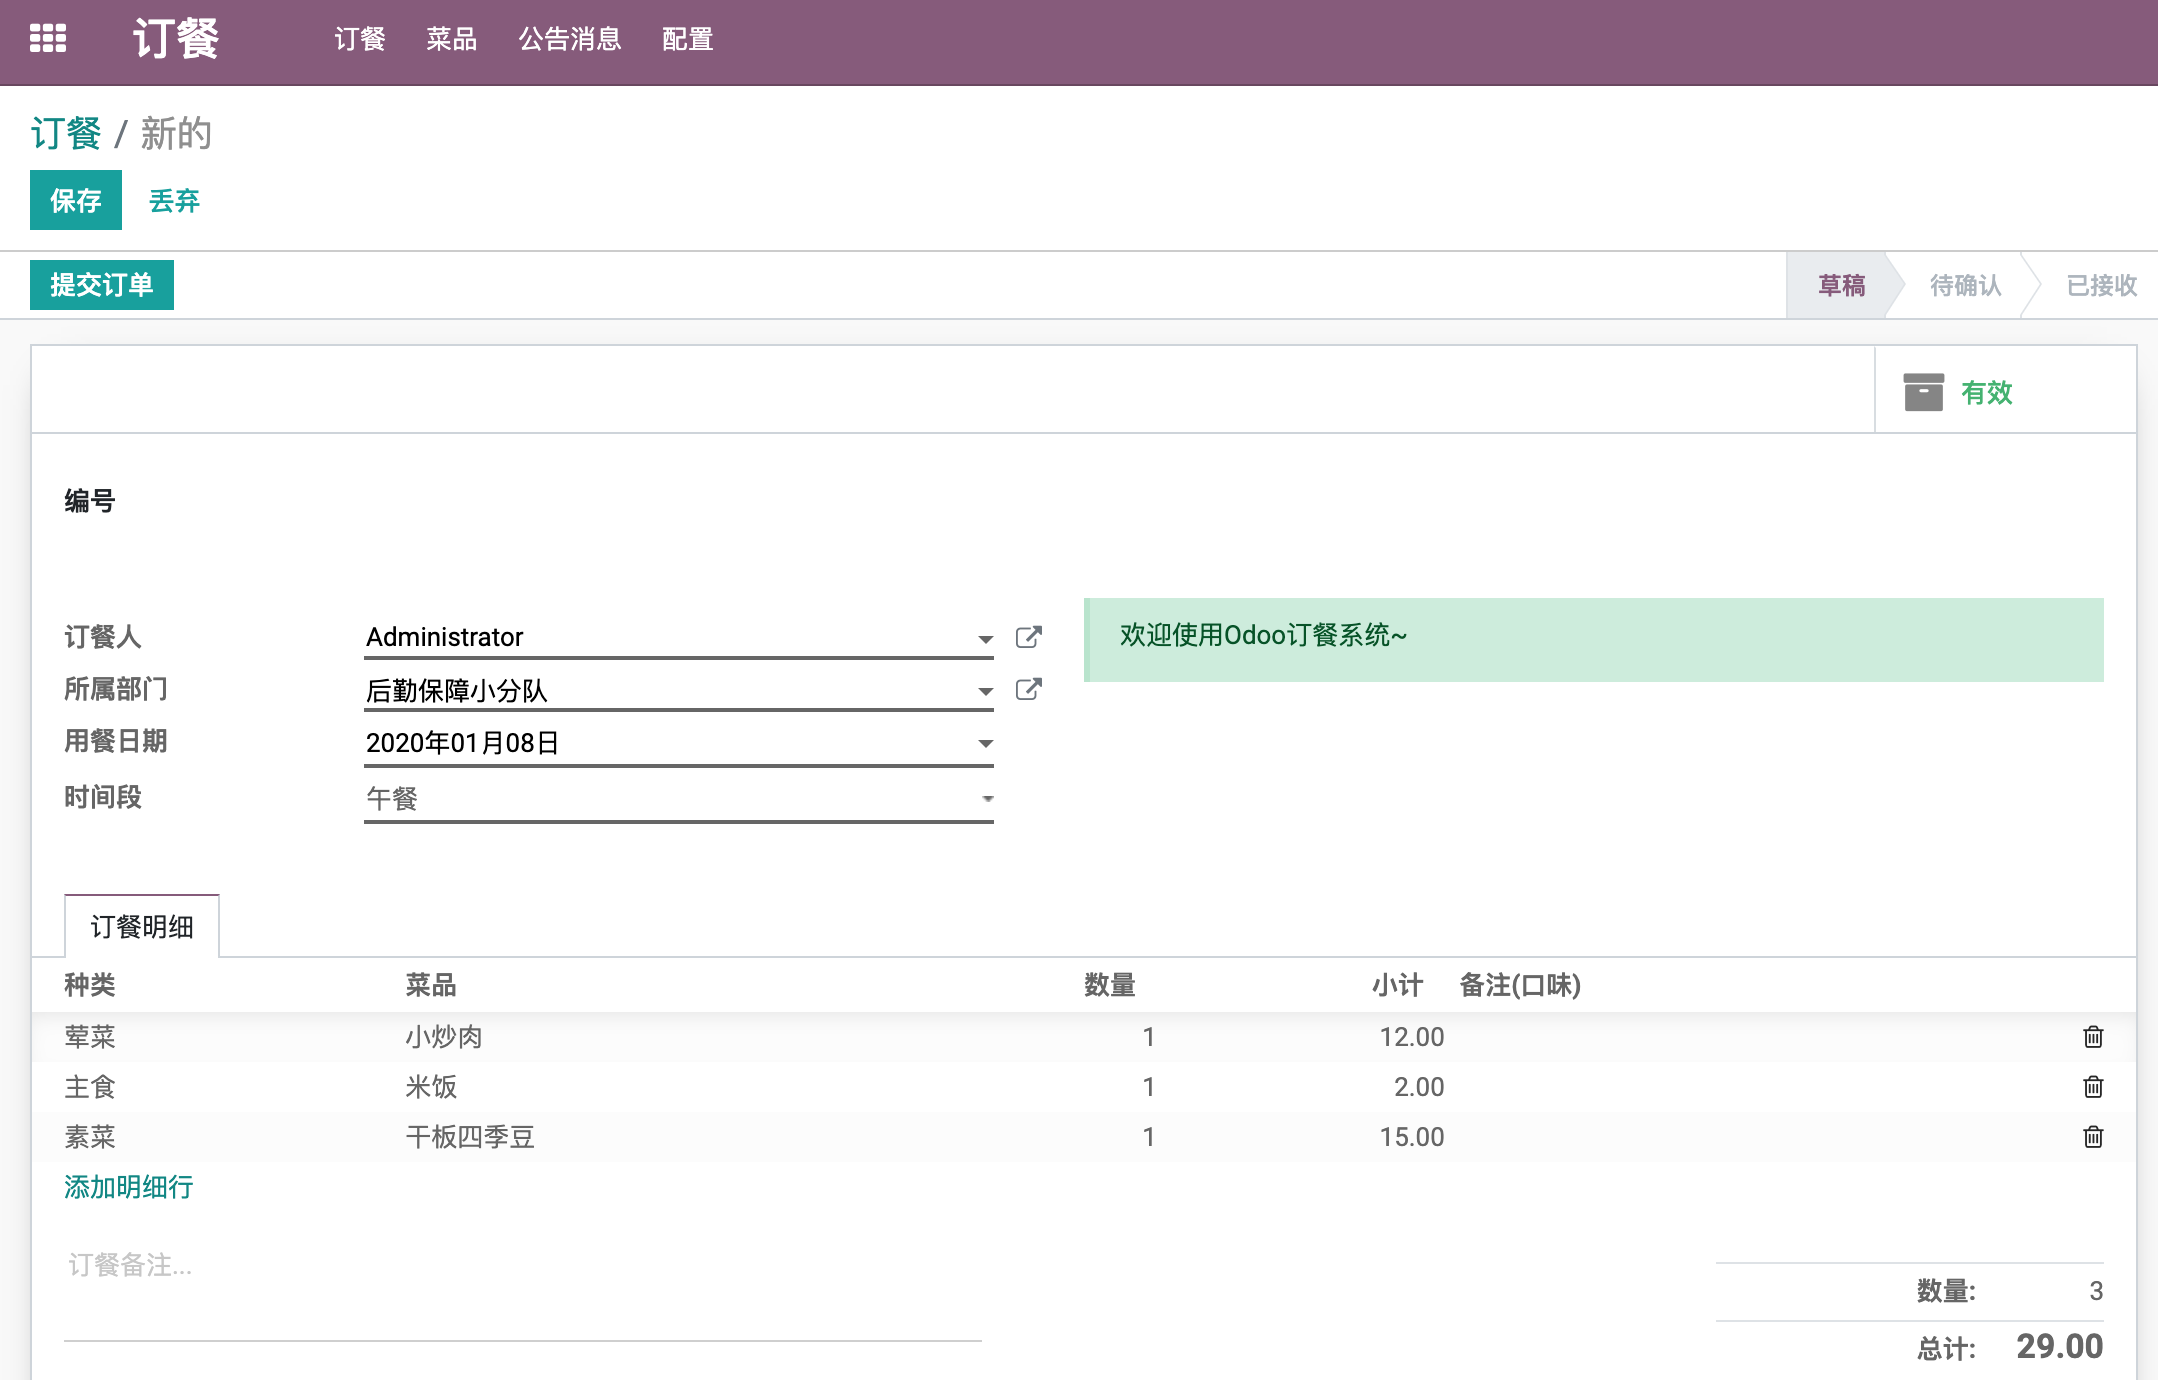 订餐 订餐 菜品 公告消息 配置
订餐 / 新的
保存 丢弃
提交订单 草稿 待确认 已接收
有效
编号
订餐人 Administrator
欢迎使用Odoo订餐系统~
所属部门 后勤保障小分队
用餐日期 2020年01月08日
时间段 午餐
订餐明细
种类 菜品 数量 小计 备注(口味)
荤菜 小炒肉 1 12.00
主食 米饭 1 2.00
素菜 干板四季豆 1 15.00
添加明细行
订餐备注...
数量: 3
总计: 29.00